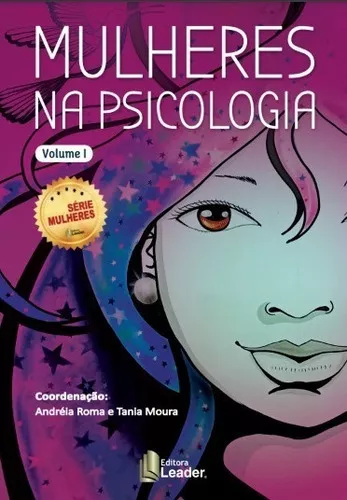 MULHERES
NA PSICOLOGIA
Volume I
SÉRIE
MULHERES
Coordenação:
Andréia Roma e Tania Moura
Editora
Leader